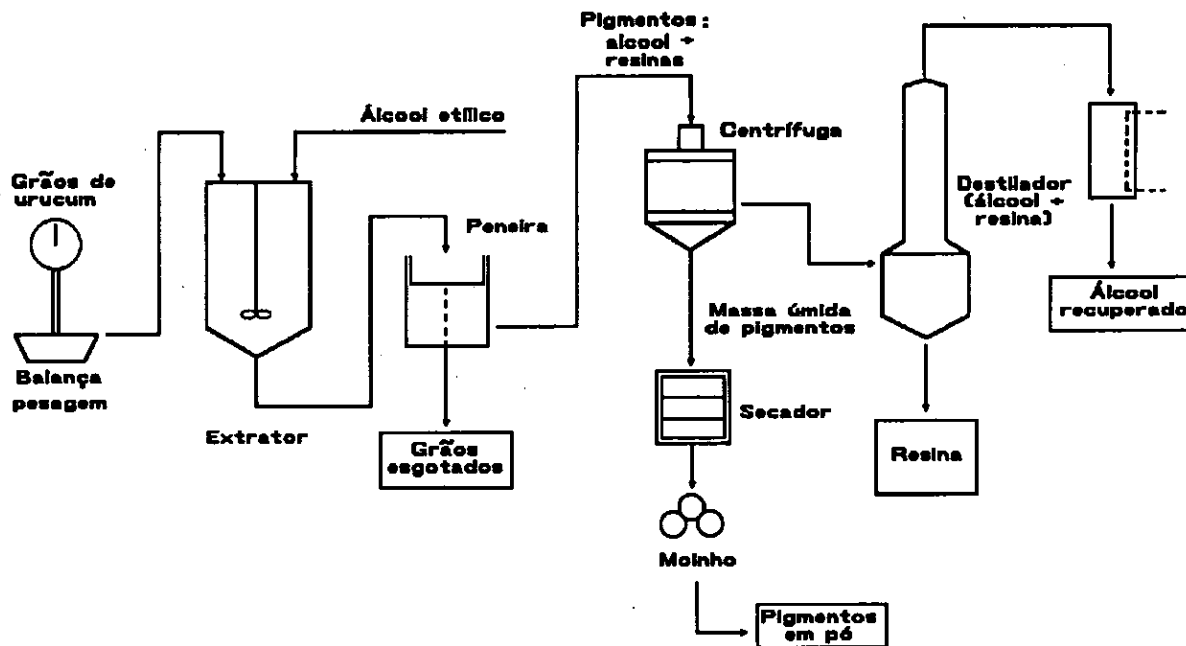 Pigmentos:
álcool +
resinas
Álcool etílico
Centrífuga
Grãos de
urucum
Destilador
(álcool +
resina)
Peneira
Álcool
recuperado
Massa úmida
de pigmentos
Balança
pesagem
Secador
Extrator
Grãos
esgotados
Resina
Moinho
Pigmentos
em pó